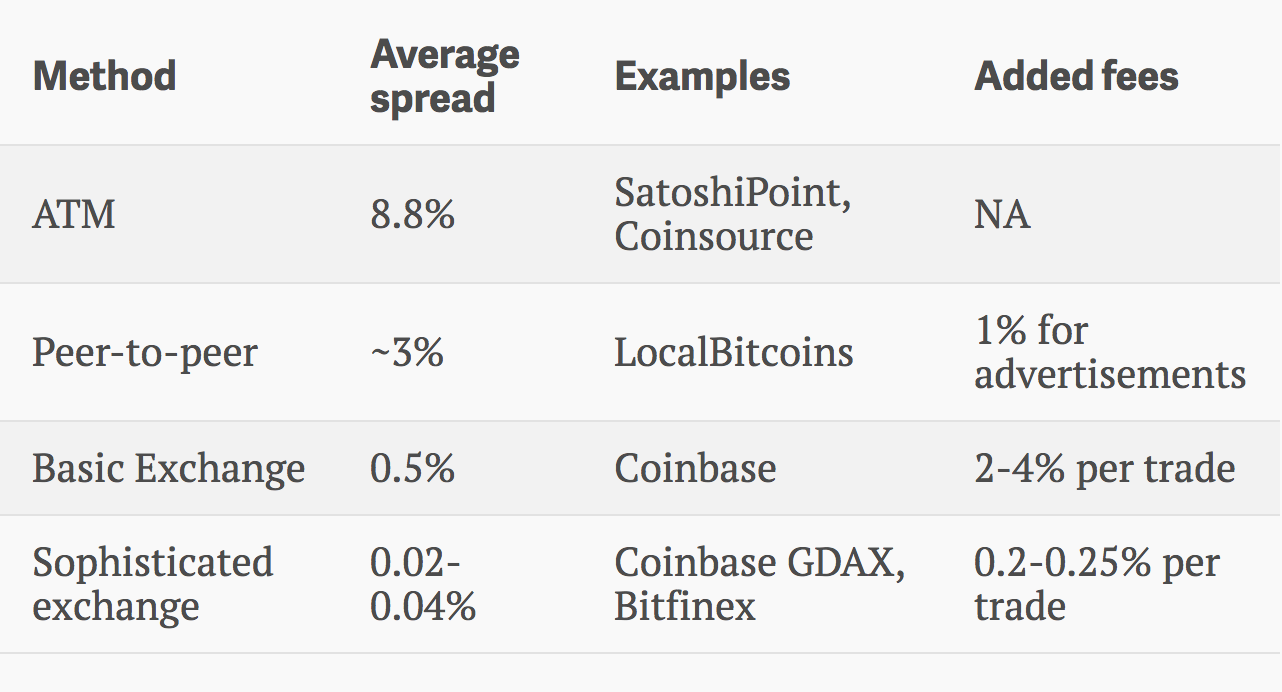 Method
Average
spread
Examples
Added fees
ATM
8.8%
SatoshiPoint,
Coinsource
NA
Peer-to-peer
~3%
LocalBitcoins
1% for
advertisements
Basic Exchange
0.5%
Coinbase
2-4% per trade
Sophisticated
exchange
0.02-
0.04%
Coinbase GDAX,
Bitfinex
0.2-0.25% per
trade